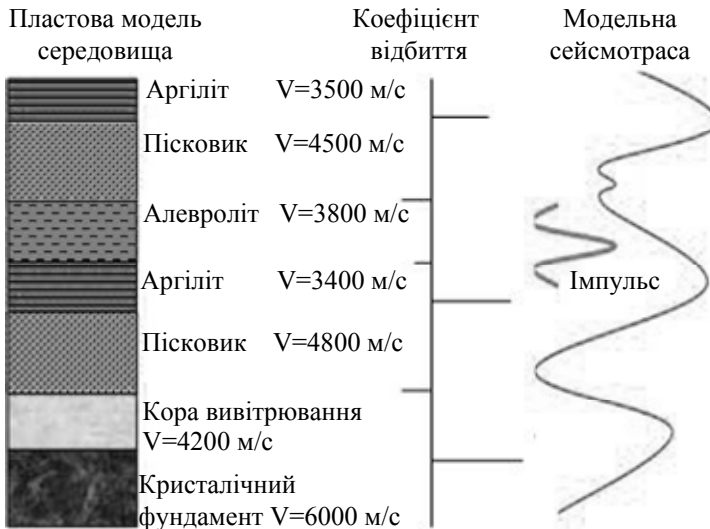 Пластова модель
середовища
Коефіцієнт
відбиття
Модельна
сейсмотраса
Аргіліт V=3500 м/с
Пісковик V=4500 м/с
Алевроліт V=3800 м/с
Аргіліт V=3400 м/с
Імпульс
Пісковик V=4800 м/с
Кора вивітрювання
V=4200 м/с
Кристалічний
фундамент V=6000 м/с